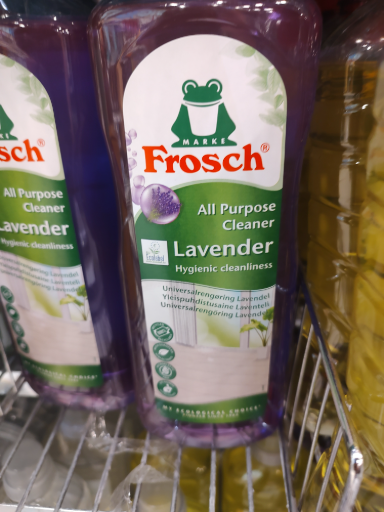 MARKE
Frosch®
All Purpose
Cleaner
Lavender
Hygienic cleanliness
Universalrengøring Lavendel
Yleispuhdistusaine Laventeli
Universalrengöring Lavendel
sch®
All Purpose
Cleaner
Lavender
Hygienic cleanliness